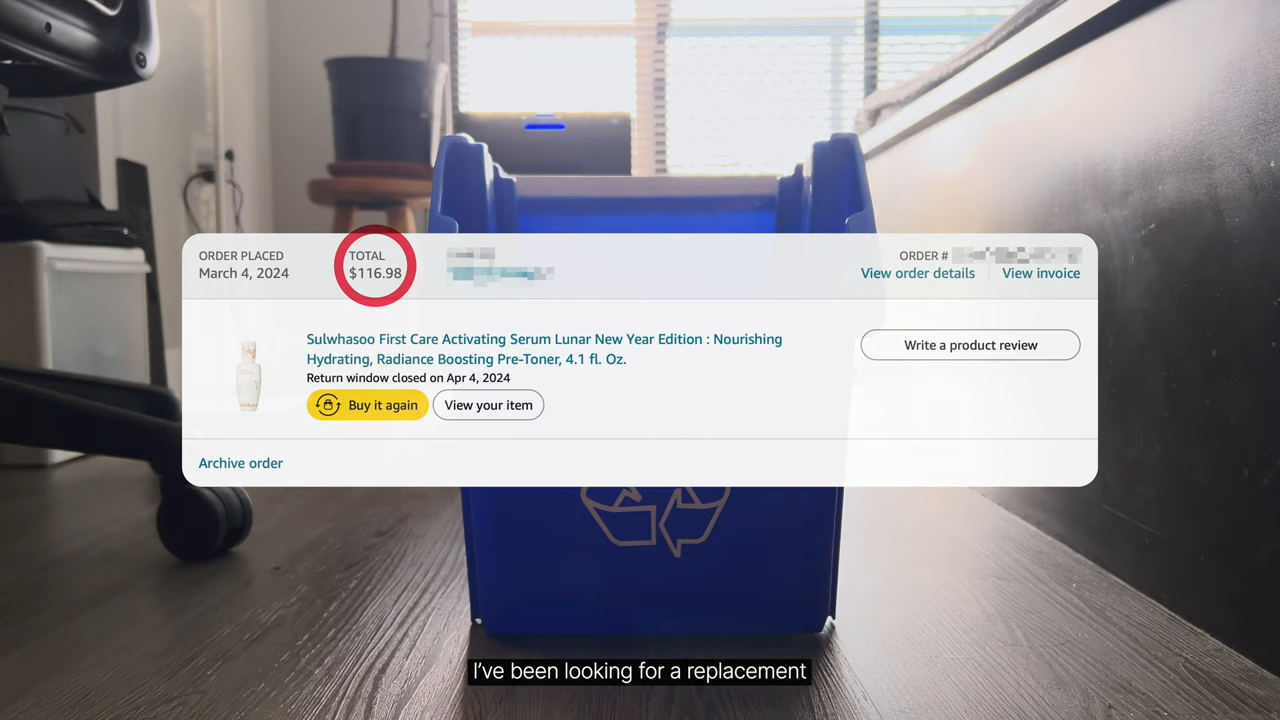 ORDER PLACED
March 4, 2024
TOTAL
$116.98
ORDER #
View order details
View invoice
Sulwhasoo First Care Activating Serum Lunar New Year Edition : Nourishing
Hydrating, Radiance Boosting Pre-Toner, 4.1 fl. Oz.
Return window closed on Apr 4, 2024
Buy it again
View your item
Write a product review
Archive order
I've been looking for a replacement